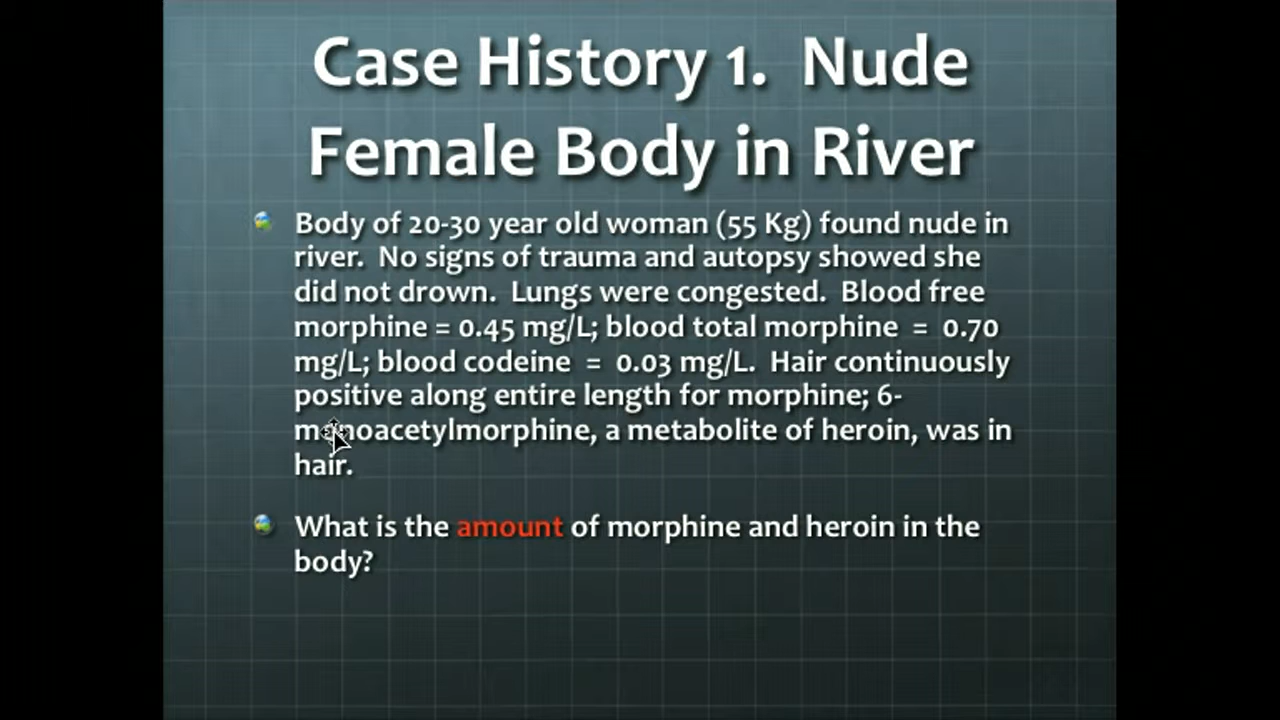 Case History 1.  Nude
Female Body in River
Body of 20-30 year old woman (55 Kg) found nude in
river.  No signs of trauma and autopsy showed she
did not drown.  Lungs were congested.  Blood free
morphine = 0.45 mg/L; blood total morphine  =  0.70
mg/L; blood codeine  =  0.03 mg/L.  Hair continuously
positive along entire length for morphine; 6-
monoacetylmorphine, a metabolite of heroin, was in
hair.
What is the amount of morphine and heroin in the
body?